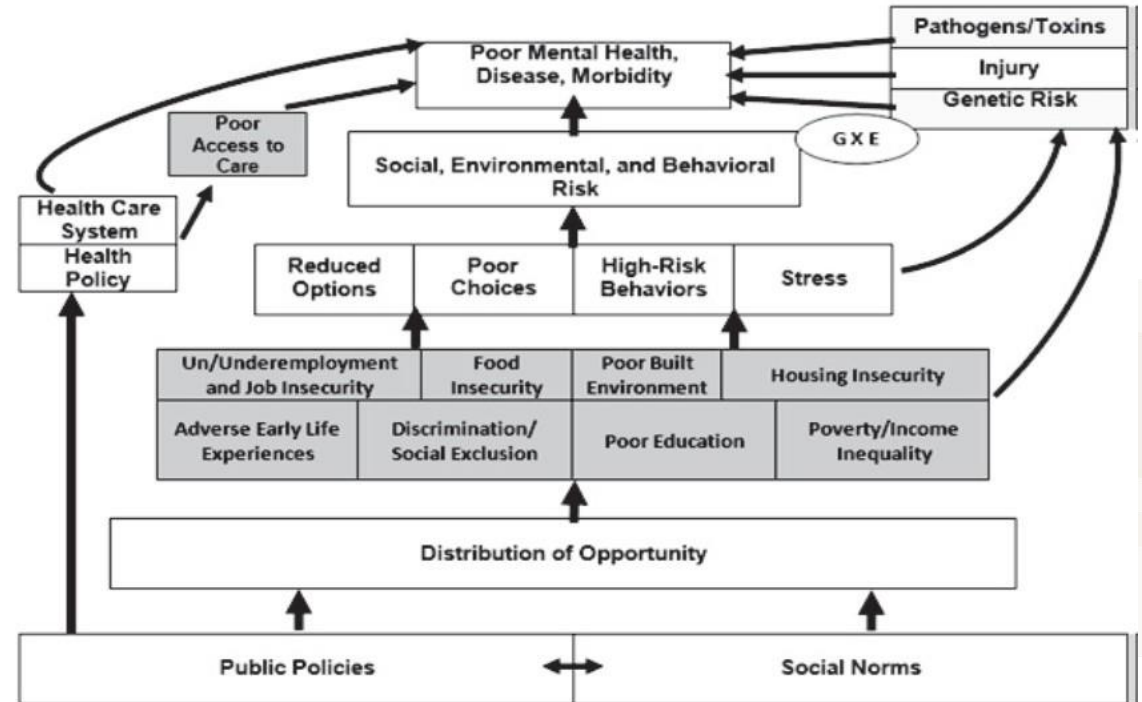 Pathogens/Toxins
Injury
Genetic Risk
Poor Mental Health,
Disease, Morbidity
G X E
Poor
Access to
Care
Social, Environmental, and Behavioral
Risk
Health Care
System
Health
Policy
Reduced
Options
Poor
Choices
High-Risk
Behaviors
Stress
Un/Underemployment
and Job Insecurity
Food
Insecurity
Poor Built
Environment
Housing Insecurity
Adverse Early Life
Experiences
Discrimination/
Social Exclusion
Poor Education
Poverty/Income
Inequality
Distribution of Opportunity
Public Policies
Social Norms